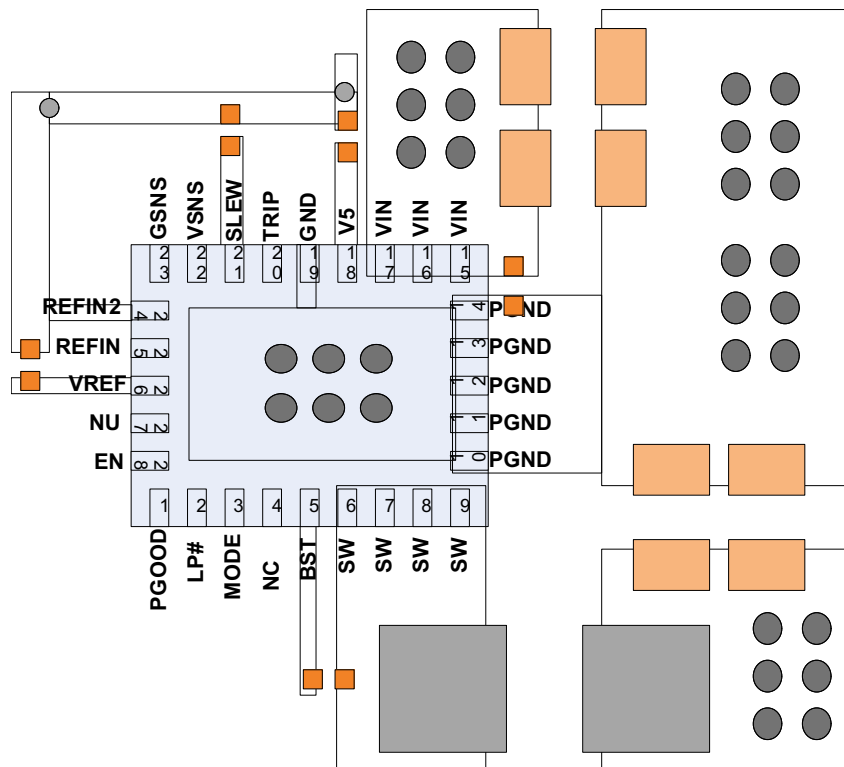 GSNS
VSNS
SLEW
TRIP
GND
V5
VIN
VIN
VIN
23
22
21
20
19
18
17
16
15
REFIN2
24
REFIN
25
VREF
26
NU
27
EN
28
14
PGND
13
PGND
12
PGND
11
PGND
10
PGND
1
2
3
4
5
6
7
8
9
PGOOD
LP#
MODE
NC
BST
SW
SW
SW
SW